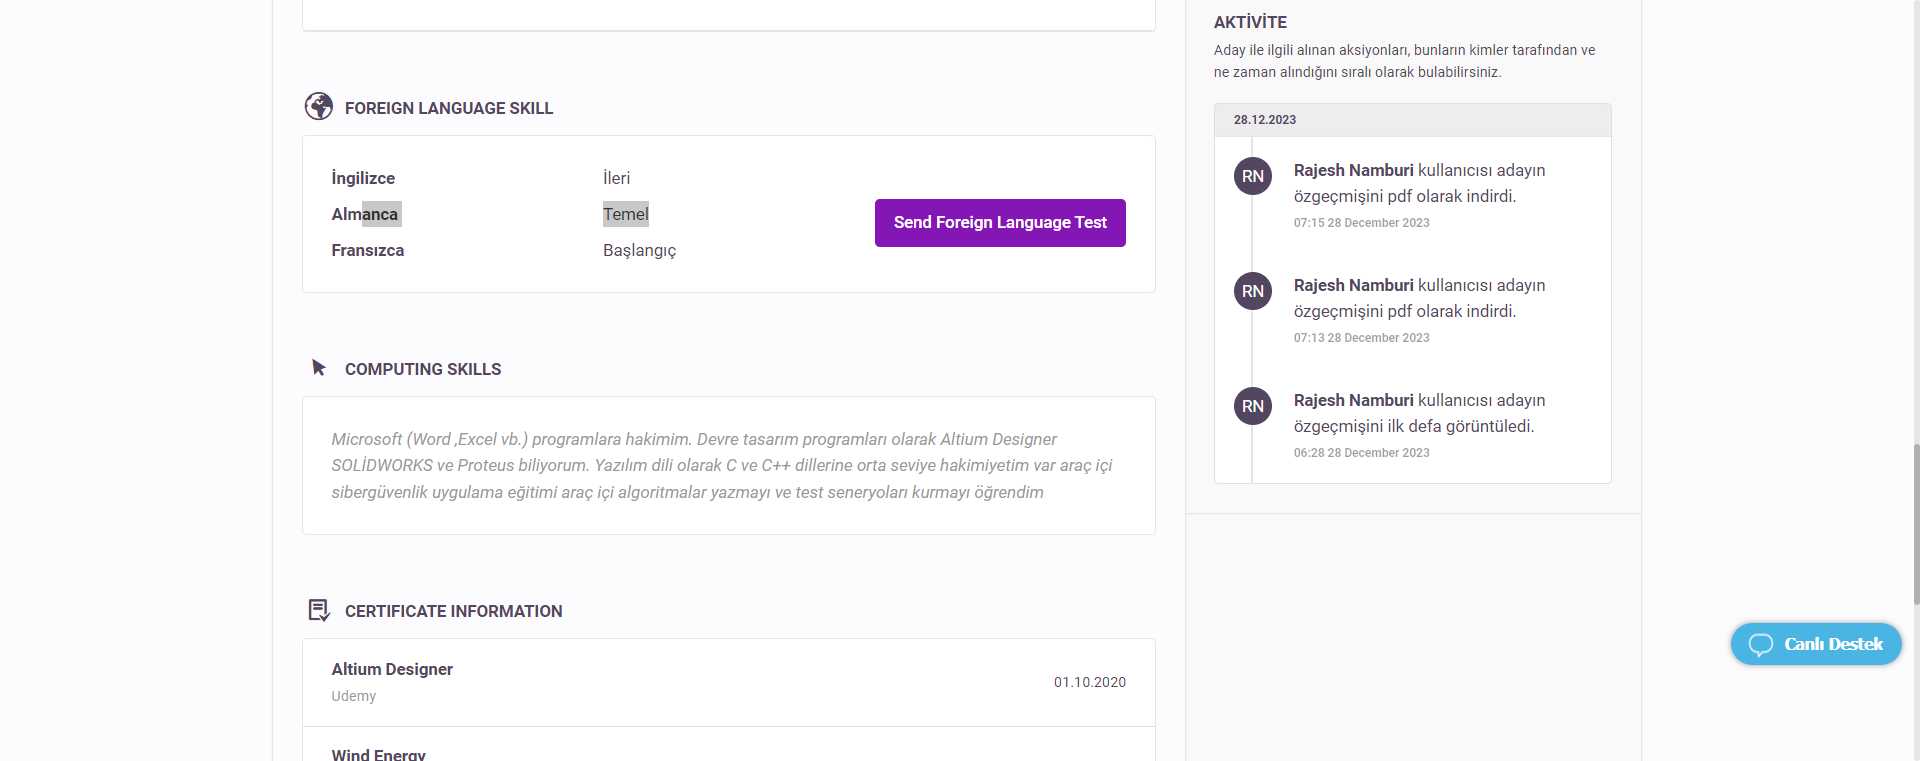 FOREIGN LANGUAGE SKILL
İngilizce İleri
Almanca Temel
Fransızca Başlangıç
Send Foreign Language Test
COMPUTING SKILLS
Microsoft (Word ,Excel vb.) programlara hakimim. Devre tasarım programları olarak Altium Designer
SOLİDWORKS ve Proteus biliyorum. Yazılım dili olarak C ve C++ dillerine orta seviye hakimiyetim var araç içi
sibergüvenlik uygulama eğitimi araç içi algoritmalar yazmayı ve test seneryoları kurmayı öğrendim
CERTIFICATE INFORMATION
Altium Designer
Udemy
01.10.2020
Wind Energy
AKTİVİTE
Aday ile ilgili alınan aksiyonları, bunların kimler tarafından ve
ne zaman alındığını sıralı olarak bulabilirsiniz.
28.12.2023
RN
Rajesh Namburi kullanıcısı adayın
özgeçmişini pdf olarak indirdi.
07:15 28 December 2023
RN
Rajesh Namburi kullanıcısı adayın
özgeçmişini pdf olarak indirdi.
07:13 28 December 2023
RN
Rajesh Namburi kullanıcısı adayın
özgeçmişini ilk defa görüntüledi.
06:28 28 December 2023
Canlı Destek